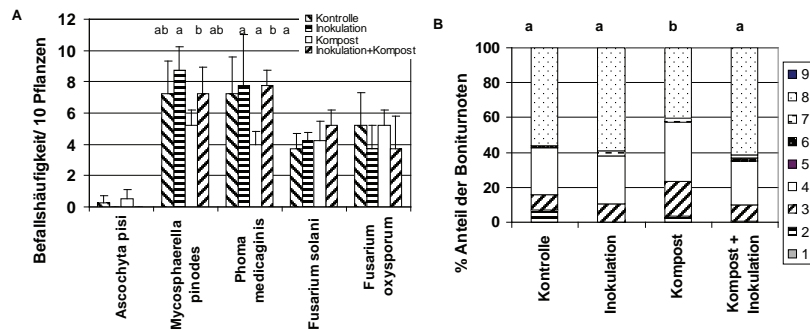 A
Befallshäufigkeit/ 10 Pflanzen
12
10
8
6
4
2
0
ab a b ab
a a b a
Kontrolle
Inokulation
Kompost
Inokulation+Kompost
Ascochyta pisi
Mycosphaerella pinodes
Phoma medicaginis
Fusarium solani
Fusarium oxysporum
B
% Anteil der Boniturnoten
100
80
60
40
20
0
a a b a
Kontrolle
Inokulation
Kompost
Kompost + Inokulation
9
8
7
6
5
4
3
2
1